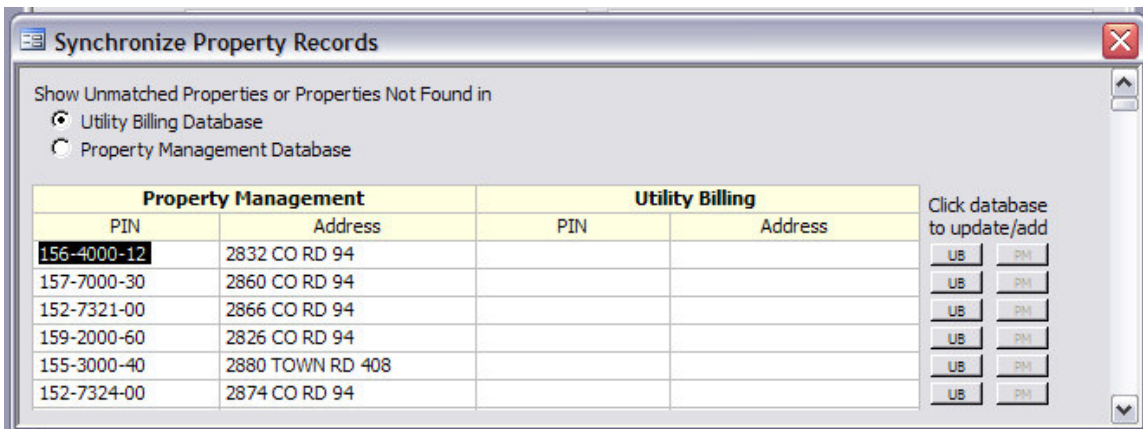 Synchronize Property Records
Show Unmatched Properties or Properties Not Found in
Utility Billing Database
Property Management Database
Property Management Utility Billing Click database to update/add
PIN Address PIN Address
156-4000-12 2832 CO RD 94 UB PM
157-7000-30 2860 CO RD 94 UB PM
152-7321-00 2866 CO RD 94 UB PM
159-2000-60 2826 CO RD 94 UB PM
155-3000-40 2880 TOWN RD 408 UB PM
152-7324-00 2874 CO RD 94 UB PM